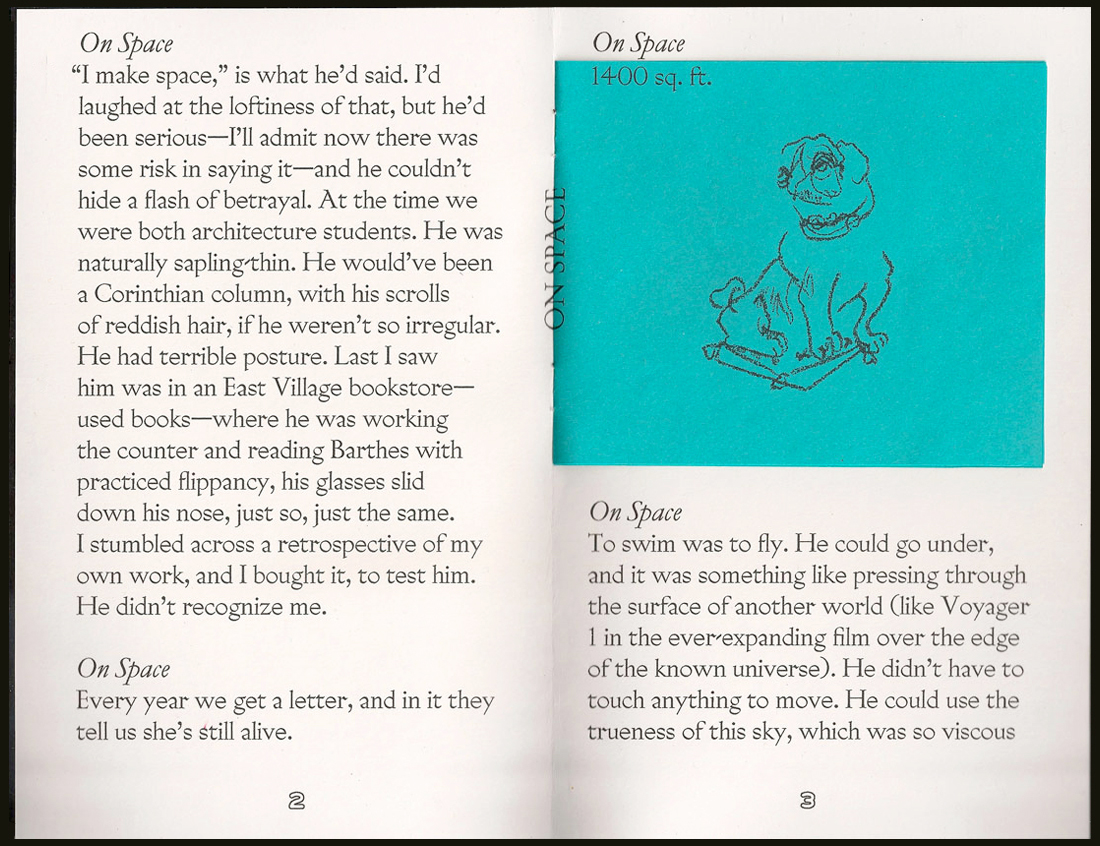 On Space
“I make space,” is what he’d said. I’d
laughed at the loftiness of that, but he’d
been serious—I’ll admit now there was
some risk in saying it—and he couldn’t
hide a flash of betrayal. At the time we
were both architecture students. He was
naturally sapling-thin. He would’ve been
a Corinthian column, with his scrolls
of reddish hair, if he weren’t so irregular.
He had terrible posture. Last I saw
him was in an East Village bookstore—
used books—where he was working
the counter and reading Barthes with
practiced flippancy, his glasses slid
down his nose, just so, just the same.
I stumbled across a retrospective of my
own work, and I bought it, to test him.
He didn’t recognize me.
On Space
Every year we get a letter, and in it they
tell us she’s still alive.
2
ON SPACE
On Space
1400 sq. ft.
On Space
To swim was to fly. He could go under,
and it was something like pressing through
the surface of another world (like Voyager
1 in the ever-expanding film over the edge
of the known universe). He didn’t have to
touch anything to move. He could use the
trueness of this sky, which was so viscous
3